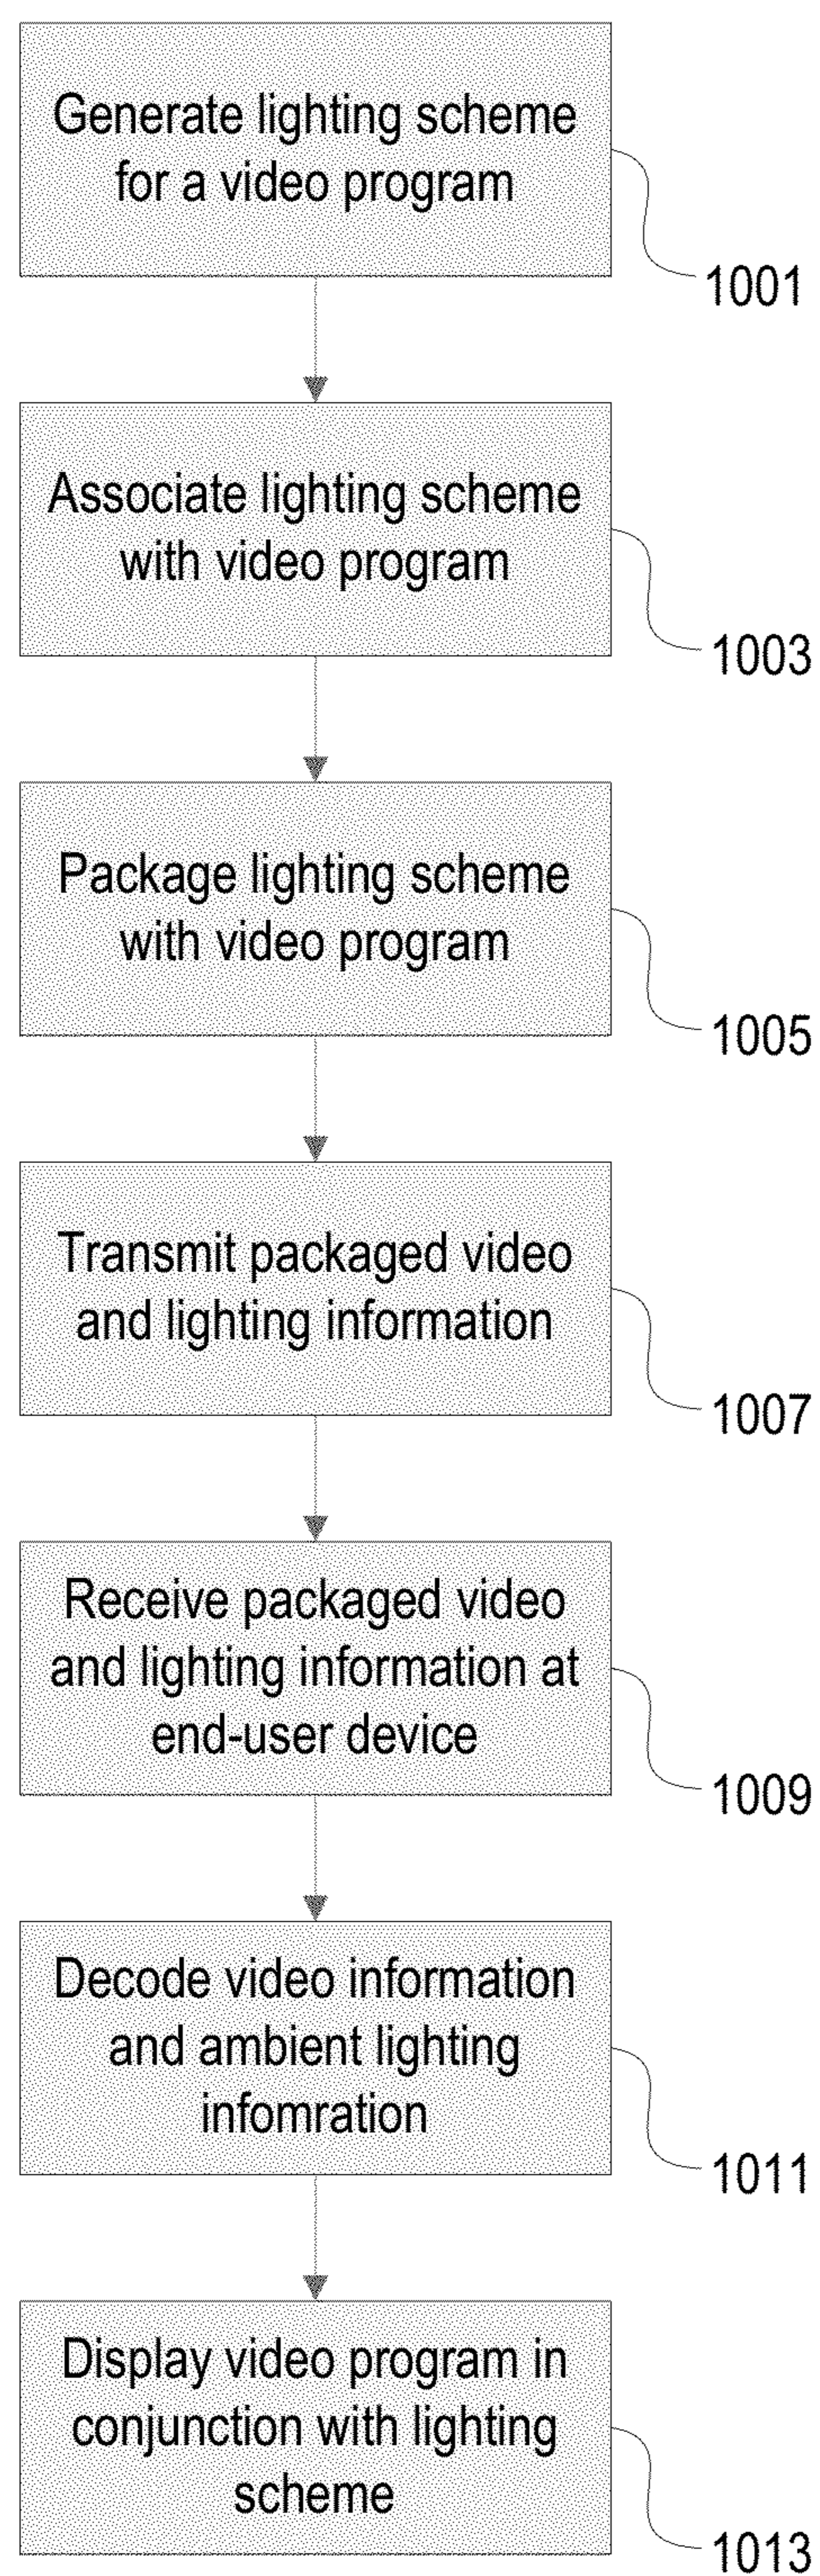 Generate lighting scheme
for a video program
1001
Associate lighting scheme
with video program
1003
Package lighting scheme
with video program
1005
Transmit packaged video
and lighting information
1007
Receive packaged video
and lighting information at
end-user device
1009
Decode video information
and ambient lighting
infomration
1011
Display video program in
conjunction with lighting
scheme
1013